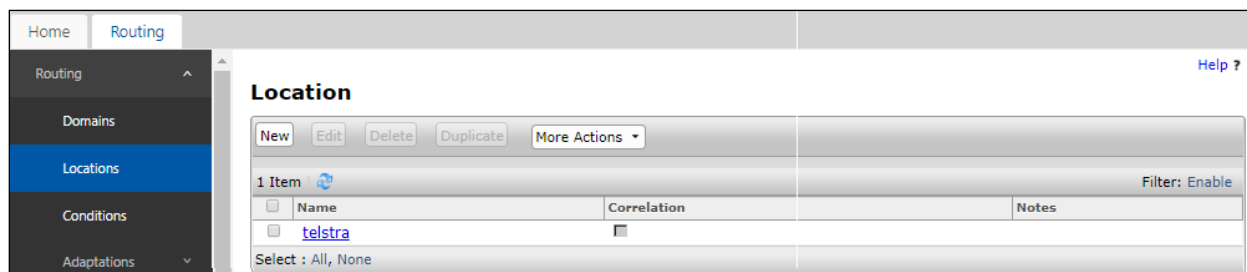 Home Routing
Routing
Help ?
Location
Domains
New Edit Delete Duplicate More Actions
Locations
1 Item Filter: Enable
Name Correlation Notes
Conditions
telstra
Adaptations
Select : All, None